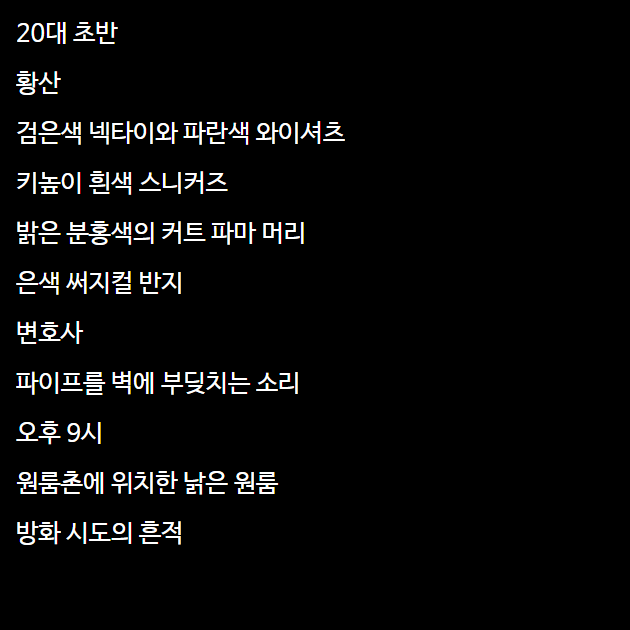 20대 초반
황산
검은색 넥타이와 파란색 와이셔츠
키높이 흰색 스니커즈
밝은 분홍색의 커트 파마 머리
은색 써지컬 반지
변호사
파이프를 벽에 부딪치는 소리
오후 9시
원룸촌에 위치한 낡은 원룸
방화 시도의 흔적